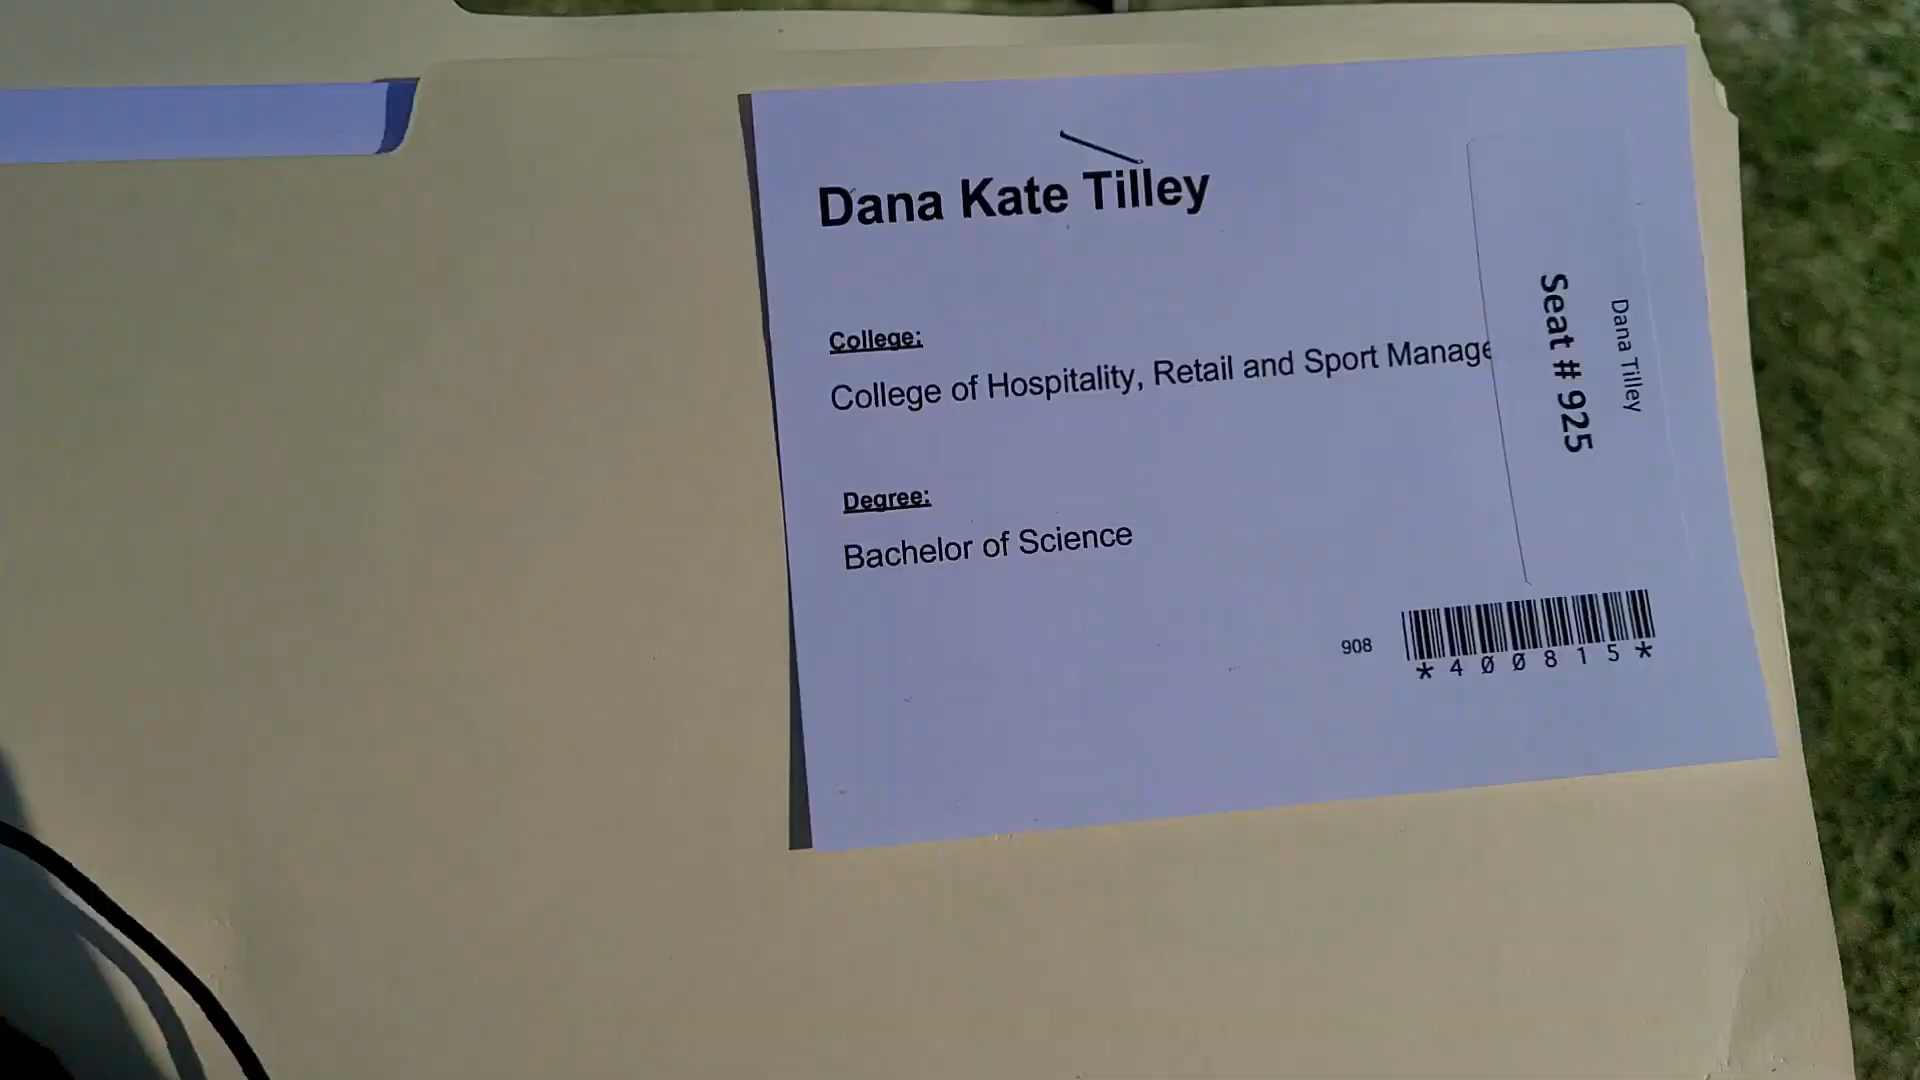 Dana Kate Tilley
College:
College of Hospitality, Retail and Sport Manage
Degree:
Bachelor of Science
Dana Tilley
Seat # 925
908
*400815*